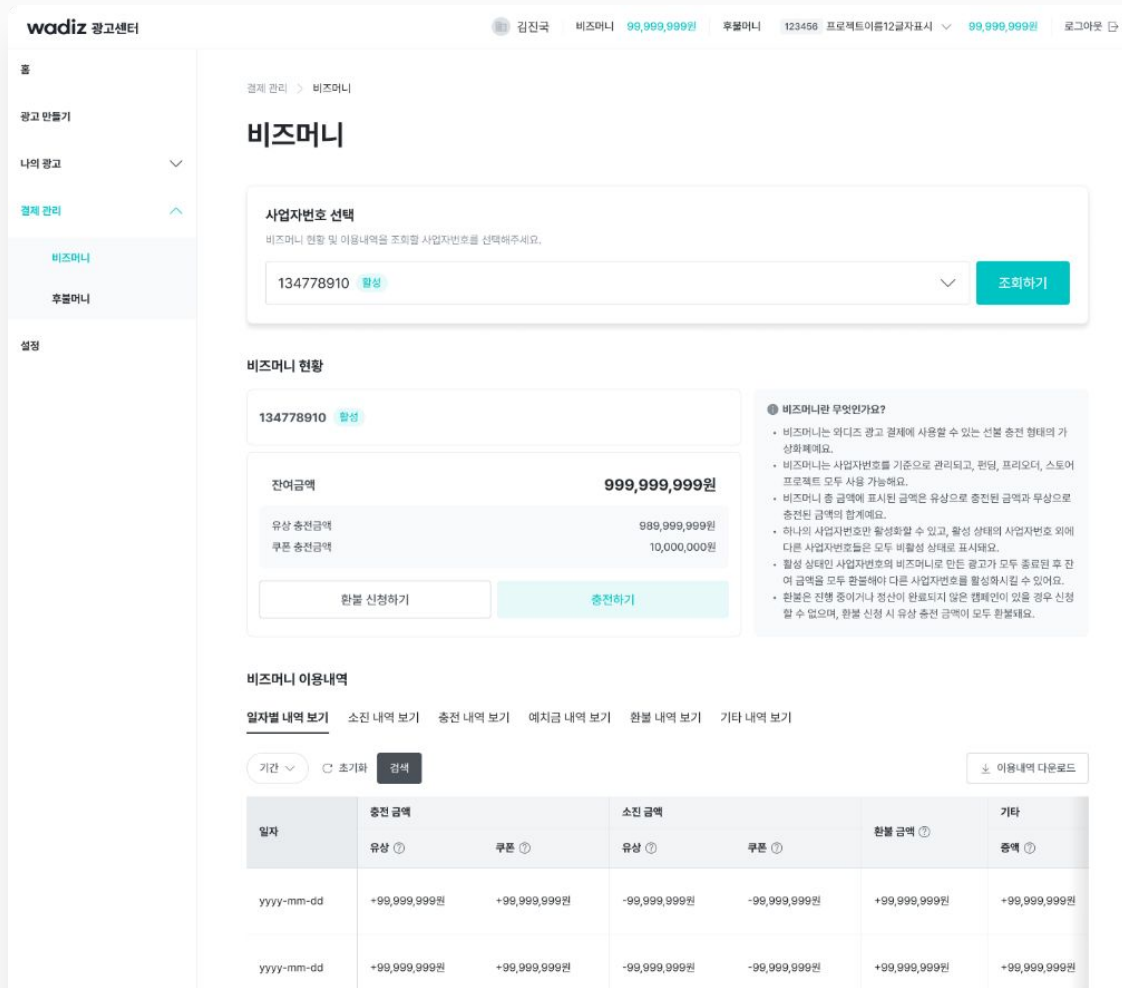 wadiz 광고센터
김진국 비즈머니 99,999,999원 후불머니 123456 프로젝트이름12글자표시 99,999,999원 로그아웃
홈
광고 만들기
나의 광고
결제 관리
비즈머니
후불머니
설정
결제 관리 > 비즈머니
비즈머니
사업자번호 선택
비즈머니 현황 및 이용내역을 조회할 사업자번호를 선택해주세요.
134778910 활성
조회하기
비즈머니 현황
134778910 활성
잔여금액 999,999,999원
유상 충전금액 989,999,999원
쿠폰 충전금액 10,000,000원
환불 신청하기 충전하기
비즈머니란 무엇인가요?
• 비즈머니는 와디즈 광고 결제에 사용할 수 있는 선불 충전 형태의 가
상화폐예요.
• 비즈머니는 사업자번호를 기준으로 관리되고, 펀딩, 프리오더, 스토어
프로젝트 모두 사용 가능해요.
• 비즈머니 총 금액에 표시된 금액은 유상으로 충전된 금액과 무상으로
충전된 금액의 합계예요.
• 하나의 사업자번호만 활성화할 수 있고, 활성 상태의 사업자번호 외에
다른 사업자번호들은 모두 비활성 상태로 표시돼요.
• 활성 상태인 사업자번호의 비즈머니로 만든 광고가 모두 종료된 후 잔
여 금액을 모두 환불해야 다른 사업자번호를 활성화시킬 수 있어요.
• 환불은 진행 중이거나 정산이 완료되지 않은 캠페인이 있을 경우 신청
할 수 없으며, 환불 신청 시 유상 충전 금액이 모두 환불돼요.
비즈머니 이용내역
일자별 내역 보기 소진 내역 보기 충전 내역 보기 예치금 내역 보기 환불 내역 보기 기타 내역 보기
기간 초기화 검색 이용내역 다운로드
일자 충전 금액 소진 금액 환불 금액 기타
유상 쿠폰 유상 쿠폰 증액
yyyy-mm-dd +99,999,999원 +99,999,999원 -99,999,999원 -99,999,999원 +99,999,999원 +99,999,999원
yyyy-mm-dd +99,999,999원 +99,999,999원 -99,999,999원 -99,999,999원 +99,999,999원 +99,999,999원